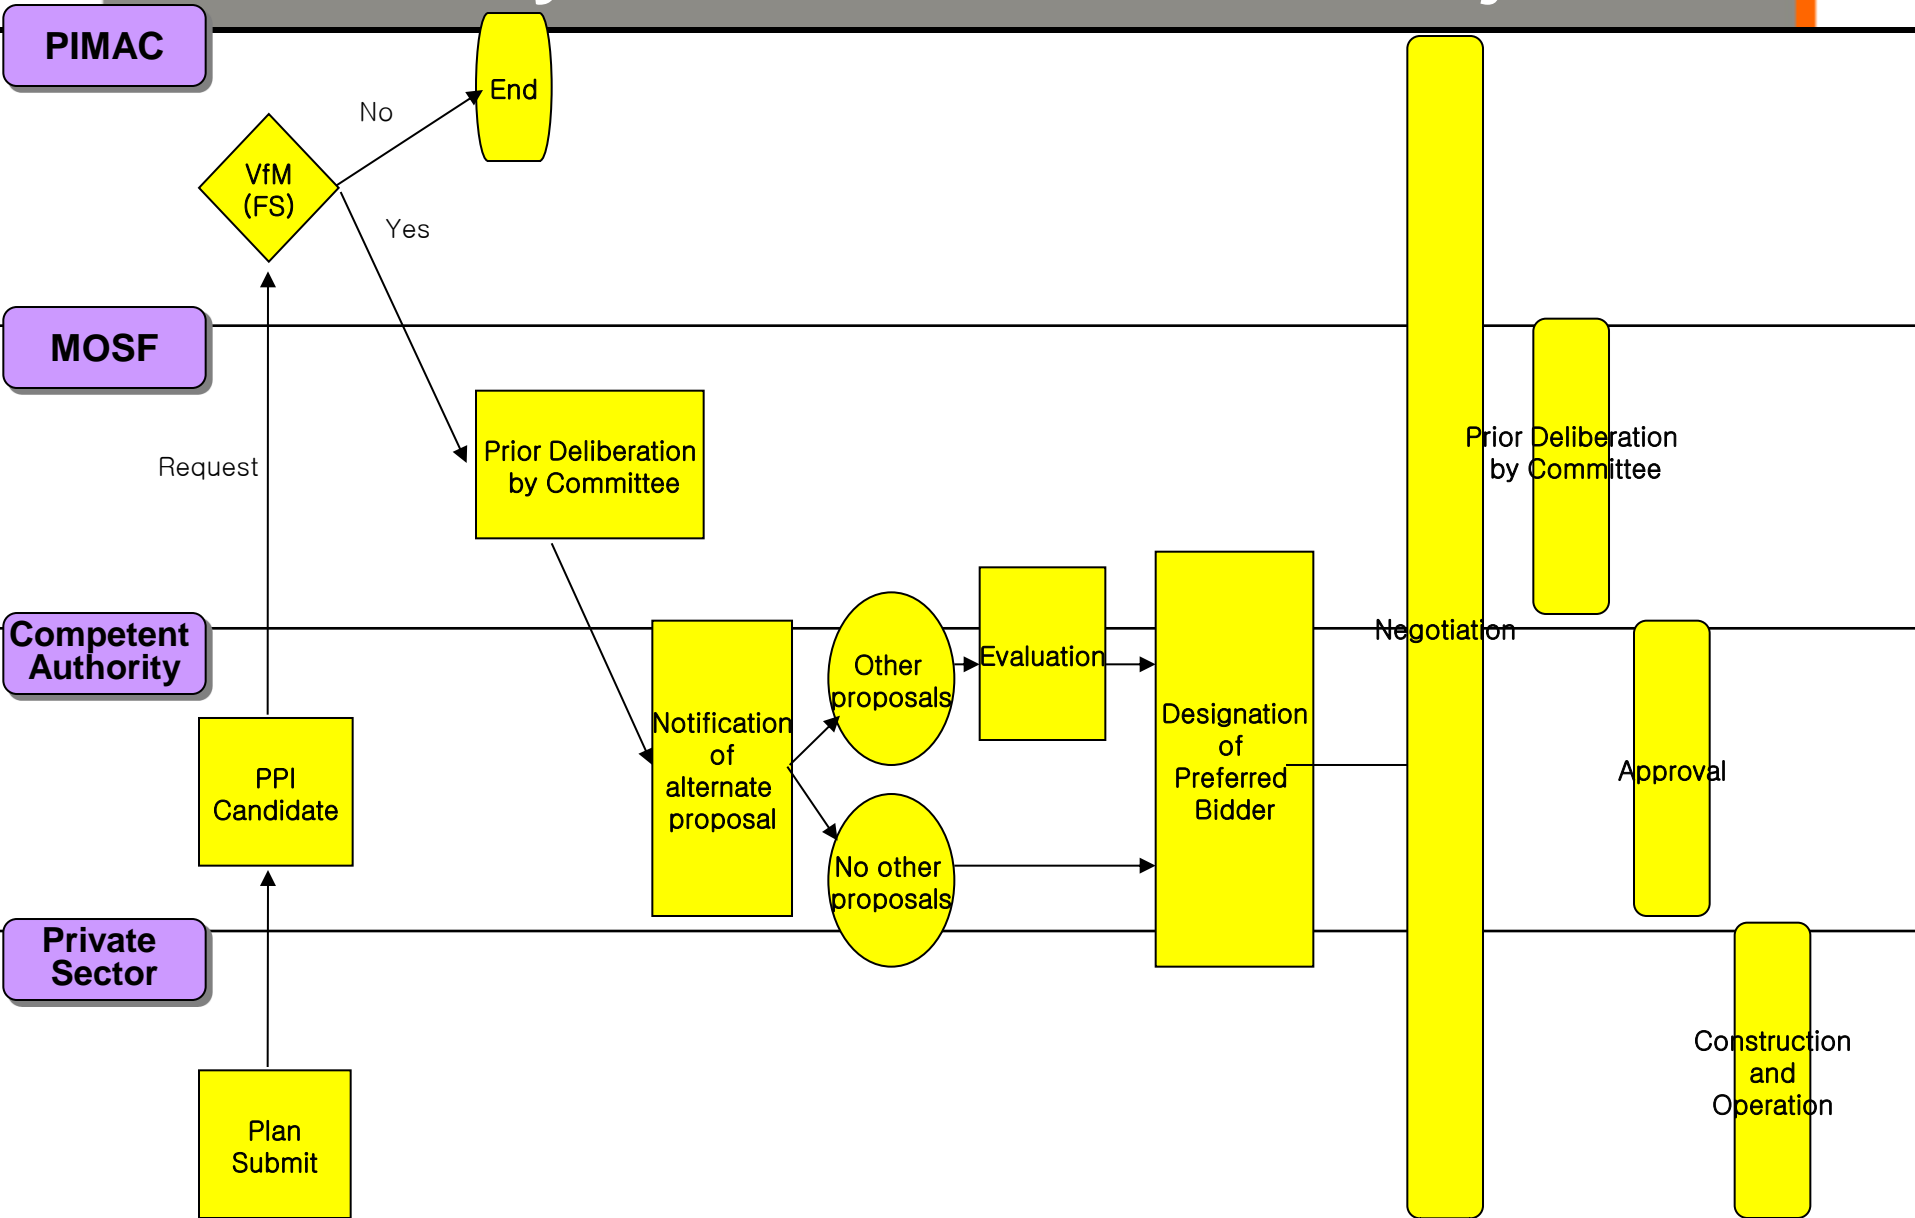 PIMAC
End
No
VfM
(FS)
Yes
MOSF
Request
Prior Deliberation
by Committee
Prior Deliberation
by Committee
Competent
Authority
Negotiation
Other
proposals
Evaluation
Notification
of
alternate
proposal
Designation
of
Preferred
Bidder
PPI
Candidate
Approval
No other
proposals
Private
Sector
Construction
and
Operation
Plan
Submit